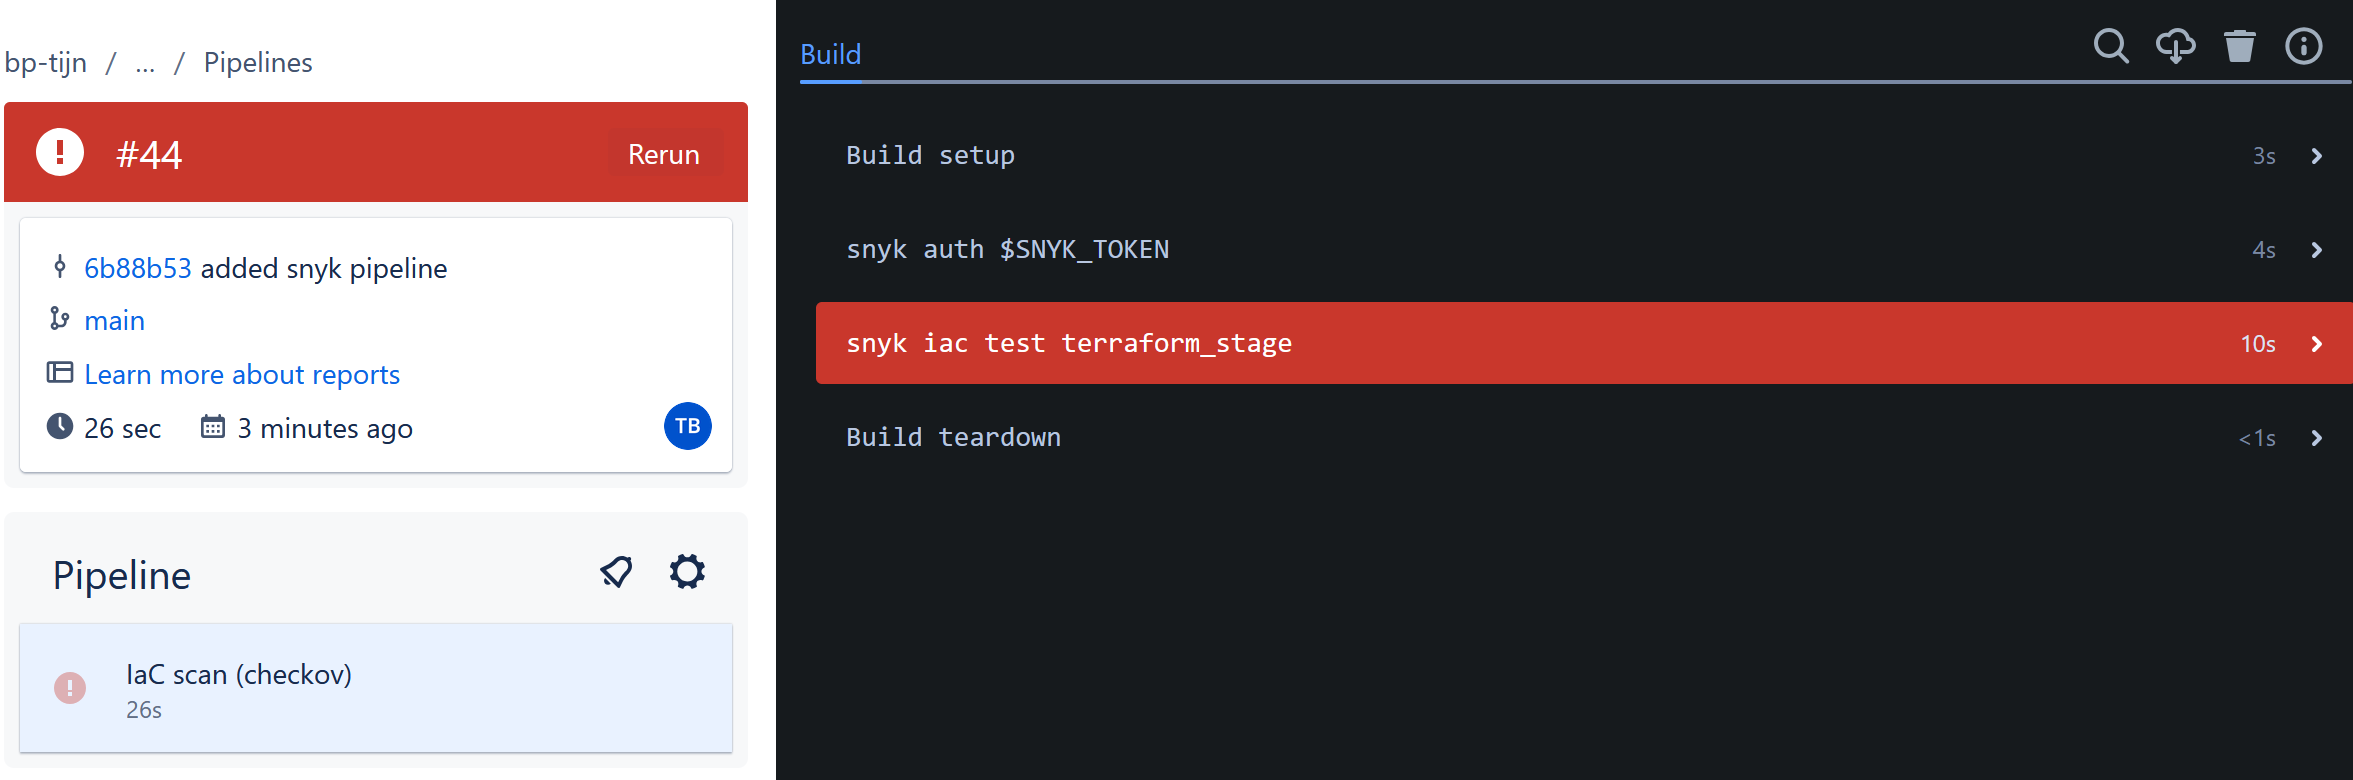 bp-tijn / ... / Pipelines
#44
Rerun
6b88b53 added snyk pipeline
main
Learn more about reports
26 sec 3 minutes ago
TB
Pipeline
IaC scan (checkov)
26s
Build
Build setup 3s
snyk auth $SNYK_TOKEN 4s
snyk iac test terraform_stage 10s
Build teardown <1s